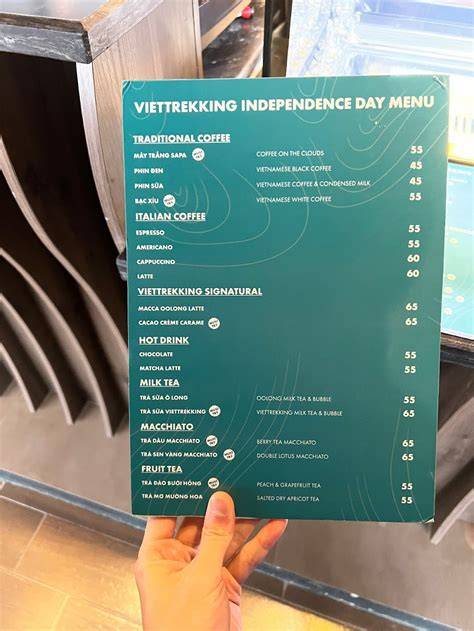 VIETTREKKING INDEPENDENCE DAY MENU
TRADITIONAL COFFEE
MÂY TRẮNG SAPA COFFEE ON THE CLOUDS 55
PHIN ĐEN VIETNAMESE BLACK COFFEE 45
PHIN SỮA VIETNAMESE COFFEE & CONDENSED MILK 45
BẠC XỈU VIETNAMESE WHITE COFFEE 55
ITALIAN COFFEE
ESPRESSO 55
AMERICANO 55
CAPPUCCINO 60
LATTE 60
VIETTREKKING SIGNATURAL
MACCA OOLONG LATTE 65
CACAO CRÈME CARAME 65
HOT DRINK
CHOCOLATE 55
MATCHA LATTE 55
MILK TEA
TRÀ SỮA Ô LONG OOLONG MILK TEA & BUBBLE 55
TRÀ SỮA VIETTREKKING VIETTREKKING MILK TEA & BUBBLE 65
MACCHIATO
TRÀ DÂU MACCHIATO BERRY TEA MACCHIATO 65
TRÀ SEN VÀNG MACCHIATO DOUBLE LOTUS MACCHIATO 65
FRUIT TEA
TRÀ ĐÀO BƯỞI HỒNG PEACH & GRAPEFRUIT TEA 55
TRÀ MƠ MƯỜNG HOA SALTED DRY APRICOT TEA 55